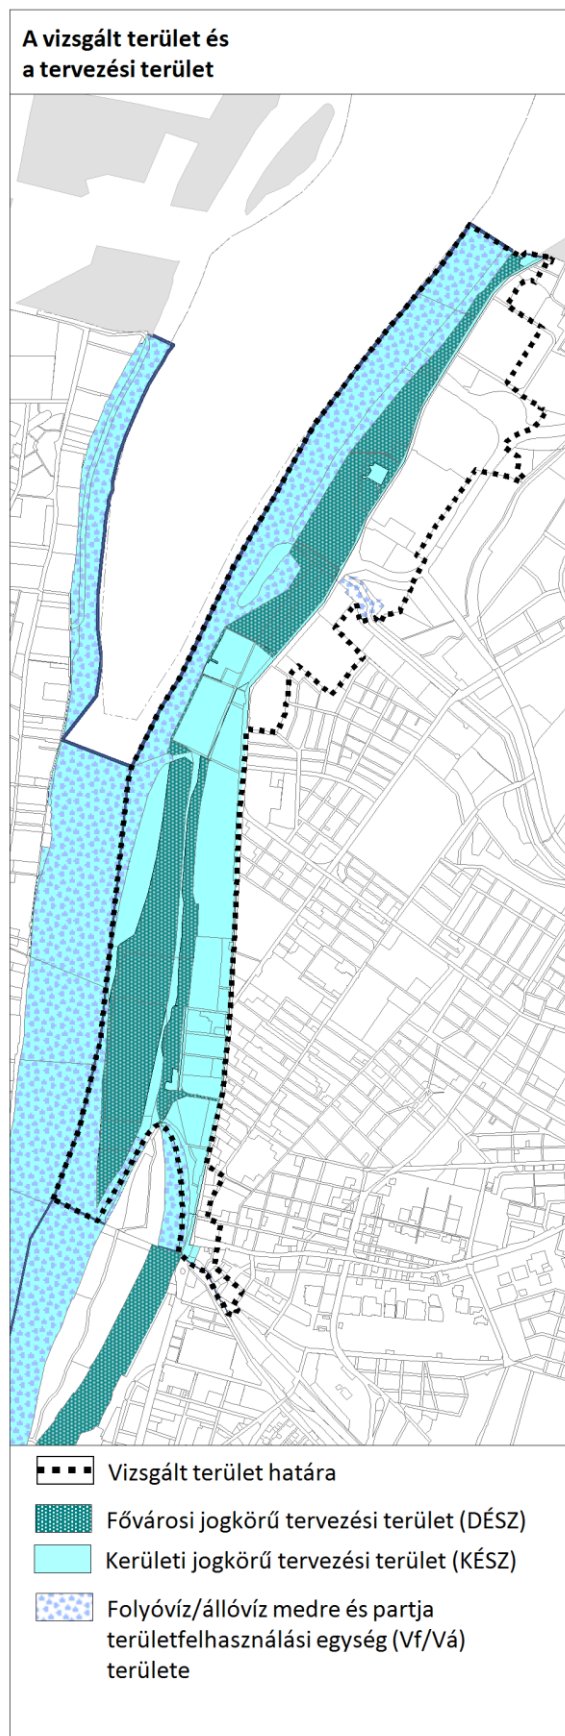 A vizsgált terület és
a tervezési terület
Vizsgált terület határa
Fővárosi jogkörű tervezési terület (DÉSZ)
Kerületi jogkörű tervezési terület (KÉSZ)
Folyóvíz/állóvíz medre és partja
területfelhasználási egység (Vf/Vá)
területe